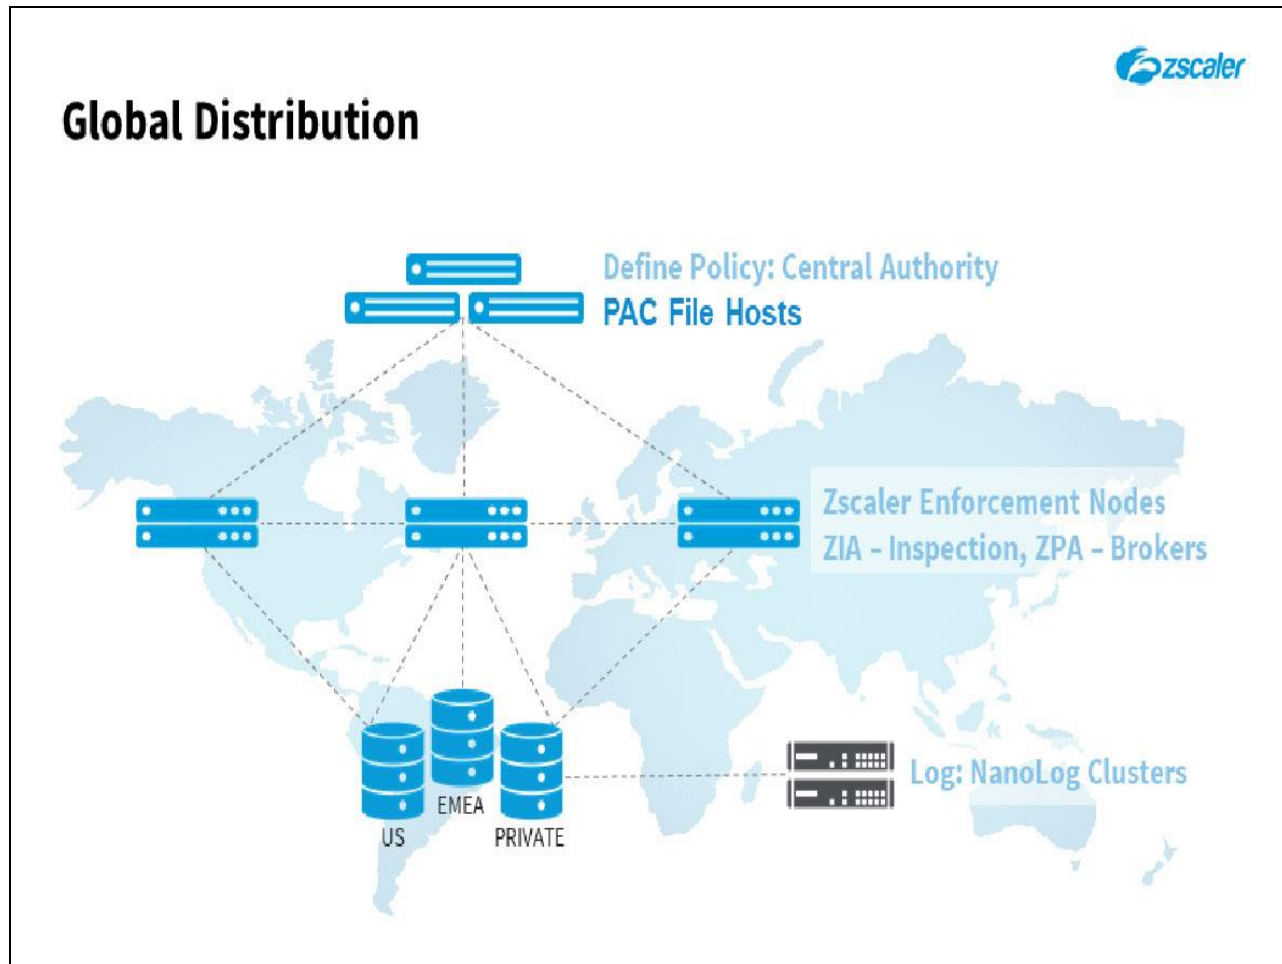 zscaler
Global Distribution
Define Policy: Central Authority
PAC File Hosts
Zscaler Enforcement Nodes
ZIA – Inspection, ZPA – Brokers
Log: NanoLog Clusters
EMEA
US
PRIVATE